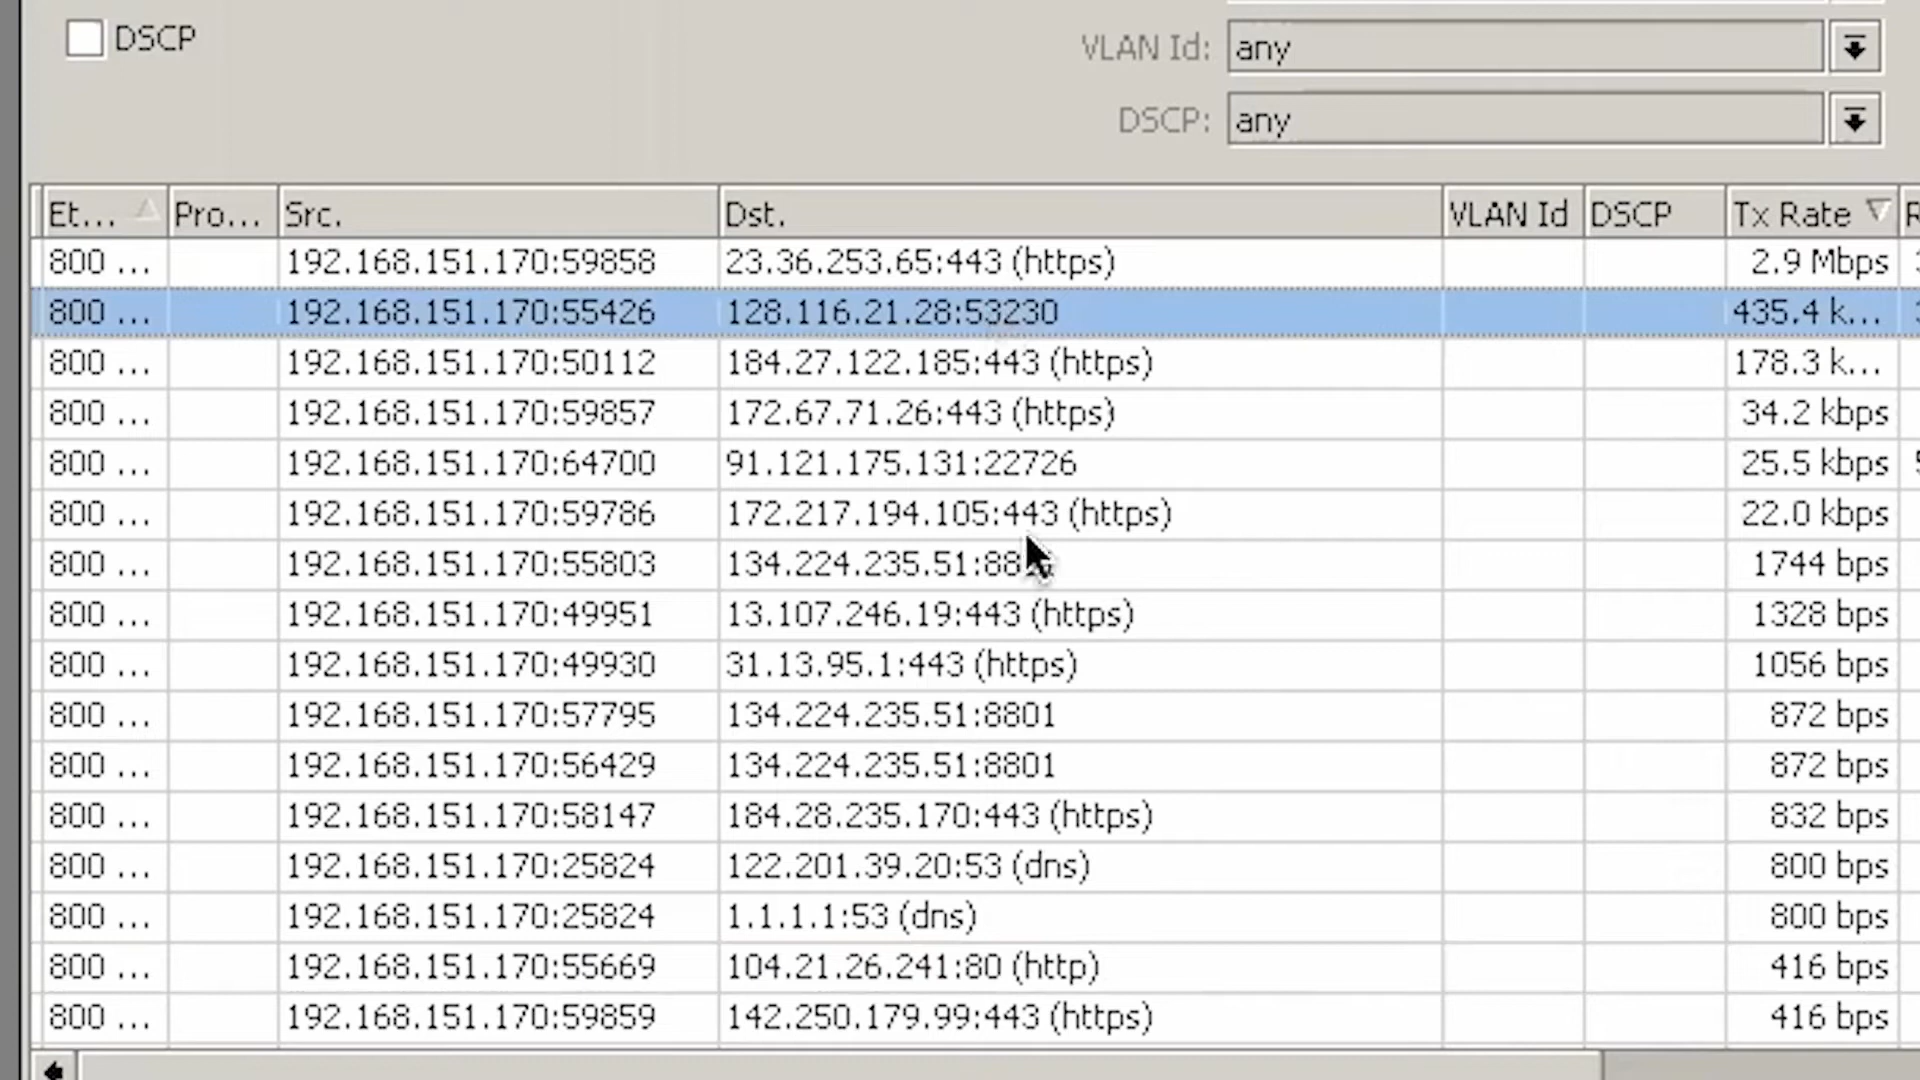 DSCP
VLAN Id: any
DSCP: any
Et... Pro... Src. Dst. VLAN Id DSCP Tx Rate R
800 ... 192.168.151.170:59858 23.36.253.65:443 (https) 2.9 Mbps
800 ... 192.168.151.170:55426 128.116.21.28:53230 435.4 k...
800 ... 192.168.151.170:50112 184.27.122.185:443 (https) 178.3 k...
800 ... 192.168.151.170:59857 172.67.71.26:443 (https) 34.2 kbps
800 ... 192.168.151.170:64700 91.121.175.131:22726 25.5 kbps
800 ... 192.168.151.170:59786 172.217.194.105:443 (https) 22.0 kbps
800 ... 192.168.151.170:55803 1744 bps
800 ... 192.168.151.170:49951 13.107.246.19:443 (https) 1328 bps
800 ... 192.168.151.170:49930 31.13.95.1:443 (https) 1056 bps
800 ... 192.168.151.170:57795 134.224.235.51:8801 872 bps
800 ... 192.168.151.170:56429 134.224.235.51:8801 872 bps
800 ... 192.168.151.170:58147 184.28.235.170:443 (https) 832 bps
800 ... 192.168.151.170:25824 122.201.39.20:53 (dns) 800 bps
800 ... 192.168.151.170:25824 1.1.1.1:53 (dns) 800 bps
800 ... 192.168.151.170:55669 104.21.26.241:80 (http) 416 bps
800 ... 192.168.151.170:59859 142.250.179.99:443 (https) 416 bps